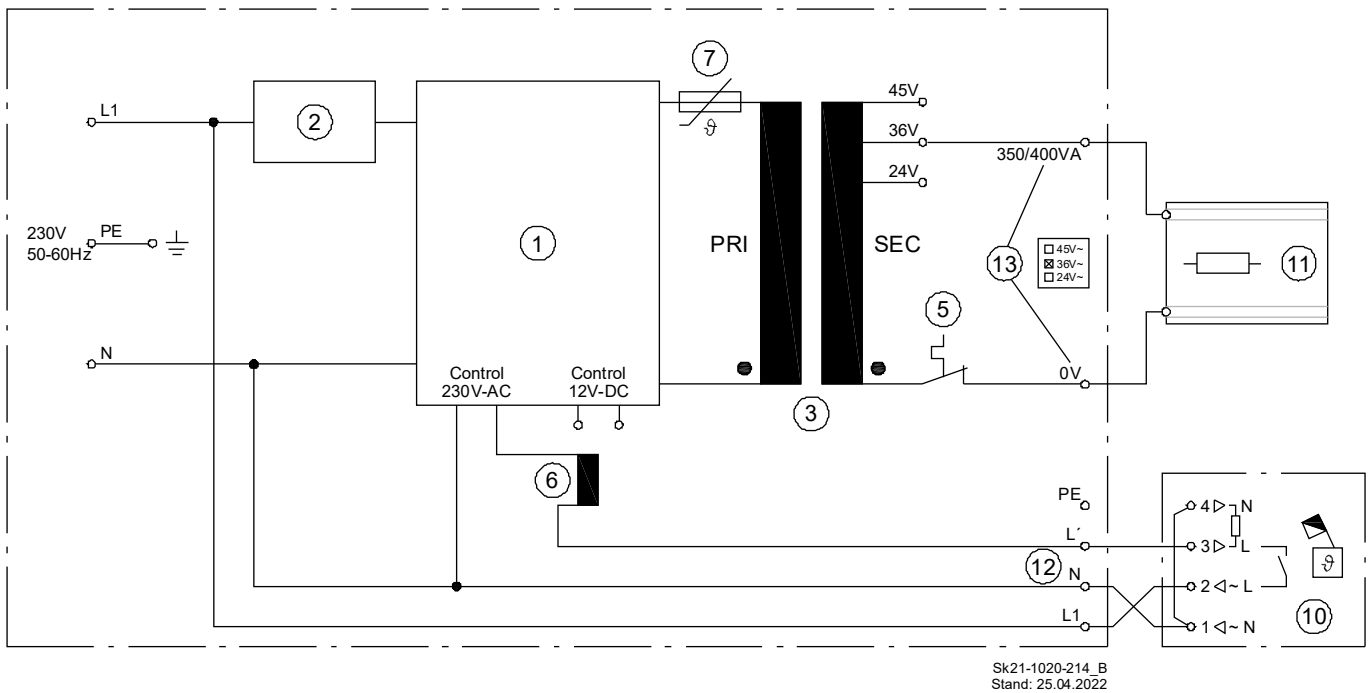 7
L1
2
45V
36V
350/400VA
24V
230V
50-60Hz
PE
1
PRI
SEC
13
45V~
36V~
24V~
11
5
N
Control
230V-AC
Control
12V-DC
ϑ
0V
3
6
PE
4 N
L´
3 L
12
N
2 ~ L
ϑ
10
L1
1 ~ N
Sk21-1020-214_B
Stand: 25.04.2022